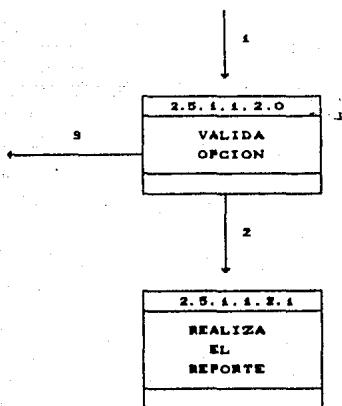 1
2.5.1.1.2.0
9
VALIDA
OPCION
2
2.5.1.1.2.1
REALIZA
EL
REPORTE